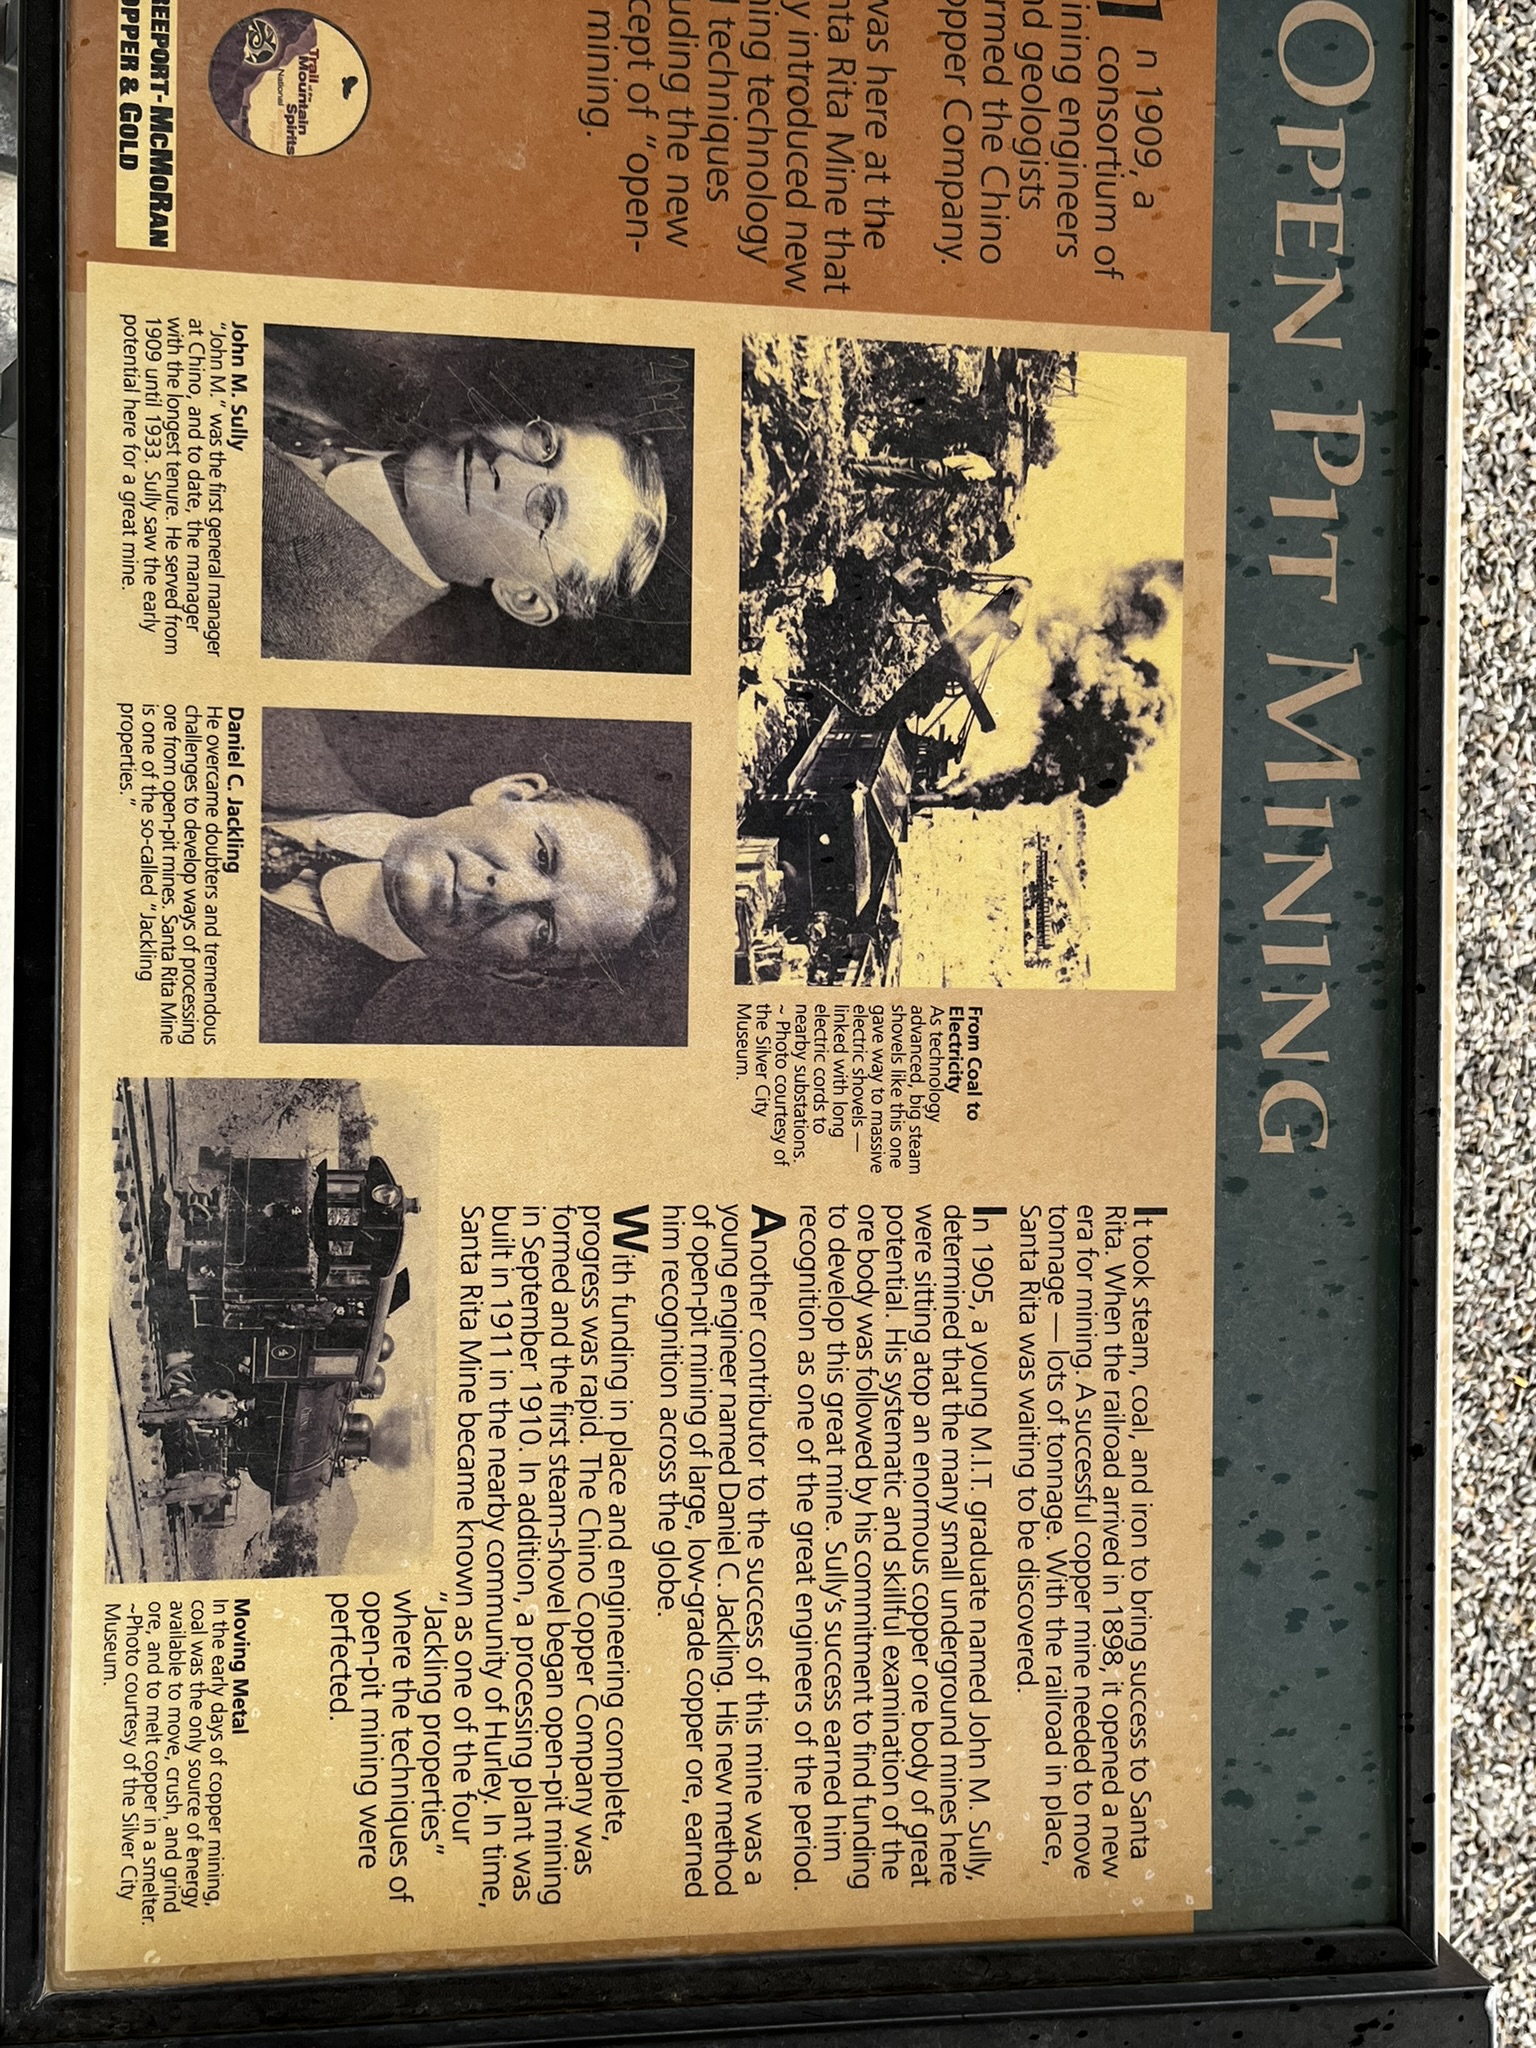 OPEN PIT MINING
In 1909, a
consortium of
ining engineers
nd geologists
rmed the Chino
opper Company.
was here at the
nta Rita Mine that
y introduced new
ning technology
d techniques
uding the new
cept of "open-
mining.
Trail of the
Mountain
Spirits
National
REEPORT-MCMORAN
OPPER & GOLD
From Coal to
Electricity
As technology
advanced, big steam
shovels like this one
gave way to massive
electric shovels —
linked with long
electric cords to
nearby substations.
~ Photo courtesy of
the Silver City
Museum.
John M. Sully
"John M." was the first general manager
at Chino, and to date, the manager
with the longest tenure. He served from
1909 until 1933. Sully saw the early
potential here for a great mine.
Daniel C. Jackling
He overcame doubters and tremendous
challenges to develop ways of processing
ore from open-pit mines. Santa Rita Mine
is one of the so-called "Jackling
properties."
It took steam, coal, and iron to bring success to Santa
Rita. When the railroad arrived in 1898, it opened a new
era for mining. A successful copper mine needed to move
tonnage — lots of tonnage. With the railroad in place,
Santa Rita was waiting to be discovered.
In 1905, a young M.I.T. graduate named John M. Sully,
determined that the many small underground mines here
were sitting atop an enormous copper ore body of great
potential. His systematic and skillful examination of the
ore body was followed by his commitment to find funding
to develop this great mine. Sully's success earned him
recognition as one of the great engineers of the period.
Another contributor to the success of this mine was a
young engineer named Daniel C. Jackling. His new method
of open-pit mining of large, low-grade copper ore, earned
him recognition across the globe.
With funding in place and engineering complete,
progress was rapid. The Chino Copper Company was
formed and the first steam-shovel began open-pit mining
in September 1910. In addition, a processing plant was
built in 1911 in the nearby community of Hurley. In time,
Santa Rita Mine became known as one of the four
"Jackling properties"
where the techniques of
open-pit mining were
perfected.
4
4
Moving Metal
In the early days of copper mining,
coal was the only source of energy
available to move, crush, and grind
ore, and to melt copper in a smelter.
~Photo courtesy of the Silver City
Museum.